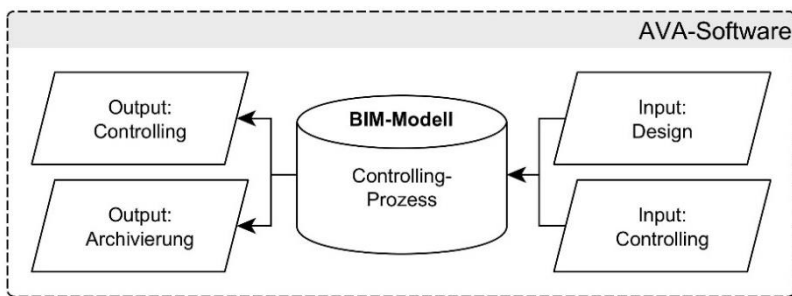 AVA-Software
Output:
Controlling
BIM-Modell
Controlling-
Prozess
Input:
Design
Output:
Archivierung
Input:
Controlling